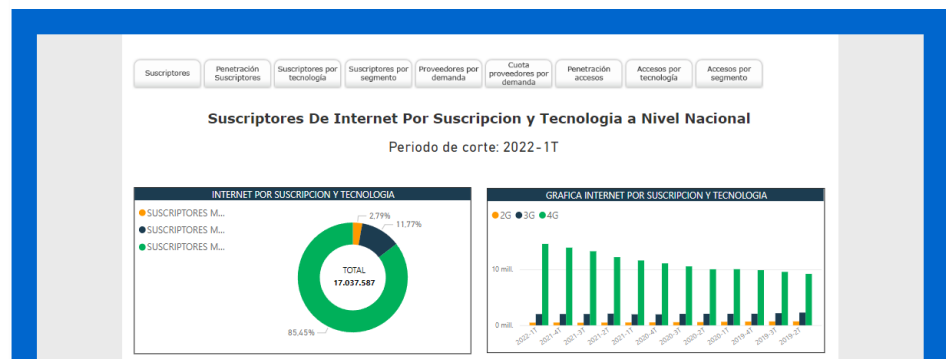 Suscriptores
Penetración
Suscriptores
Suscriptores por
tecnología
Suscriptores por
segmento
Proveedores por
demanda
Cuota
proveedores por
demanda
Penetración
accesos
Accesos por
tecnología
Accesos por
segmento
Suscriptores De Internet Por Suscripcion y Tecnologia a Nivel Nacional
Periodo de corte: 2022-1T
INTERNET POR SUSCRIPCION Y TECNOLOGIA
SUSCRIPTORES M...
SUSCRIPTORES M...
SUSCRIPTORES M...
2,79%
11,77%
TOTAL
17.037.587
85,45%
GRAFICA INTERNET POR SUSCRIPCION Y TECNOLOGIA
2G 3G 4G
10 mill.
0 mill.
2022-1T 2021-4T 2021-3T 2021-2T 2021-1T 2020-4T 2020-3T 2020-2T 2020-1T 2019-4T 2019-3T 2019-2T